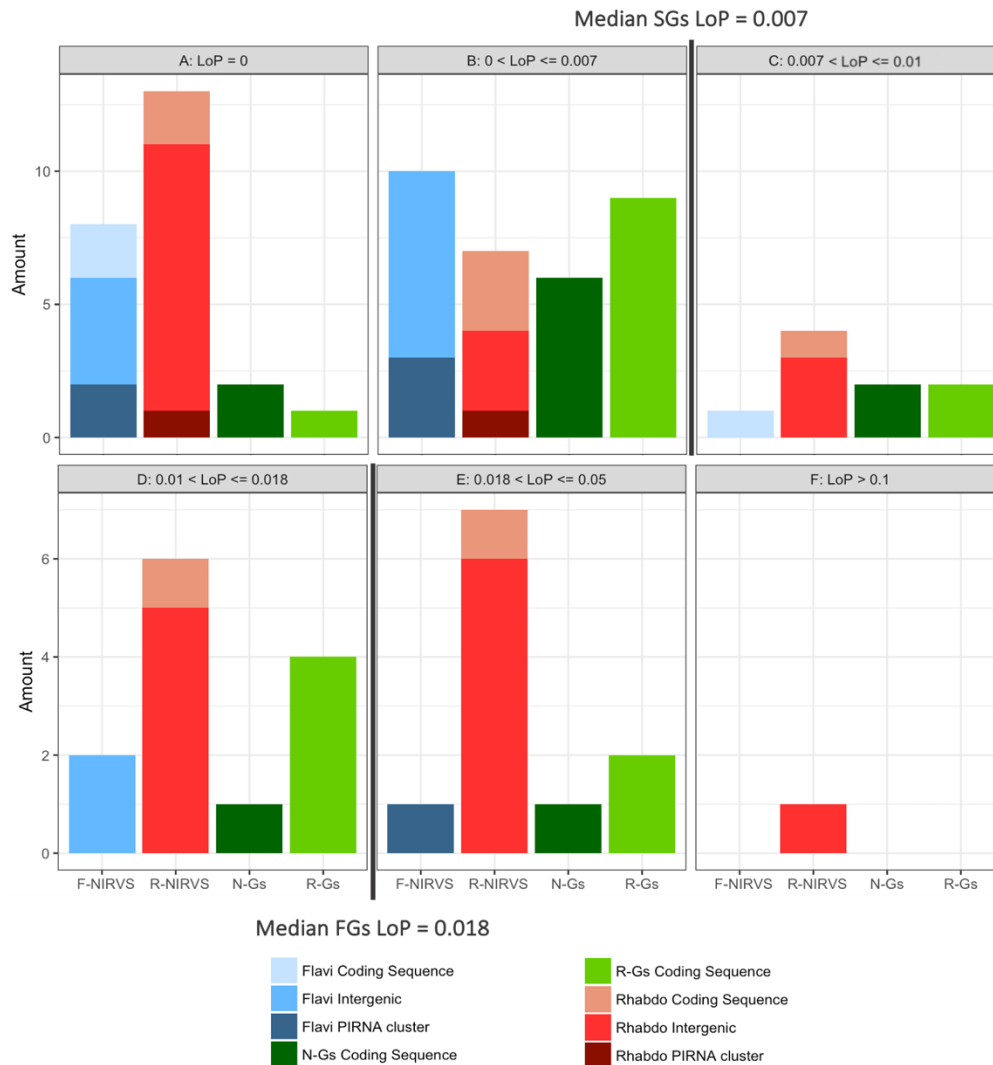 Median SGs LoP = 0.007
A: LoP = 0
B: 0 < LoP <= 0.007
C: 0.007 < LoP <= 0.01
Amount
10
5
0
D: 0.01 < LoP <= 0.018
E: 0.018 < LoP <= 0.05
F: LoP > 0.1
Amount
6
4
2
0
F-NIRVS R-NIRVS N-Gs R-Gs
F-NIRVS R-NIRVS N-Gs R-Gs
F-NIRVS R-NIRVS N-Gs R-Gs
Median FGs LoP = 0.018
Flavi Coding Sequence
Flavi Intergenic
Flavi PIRNA cluster
N-Gs Coding Sequence
R-Gs Coding Sequence
Rhabdo Coding Sequence
Rhabdo Intergenic
Rhabdo PIRNA cluster